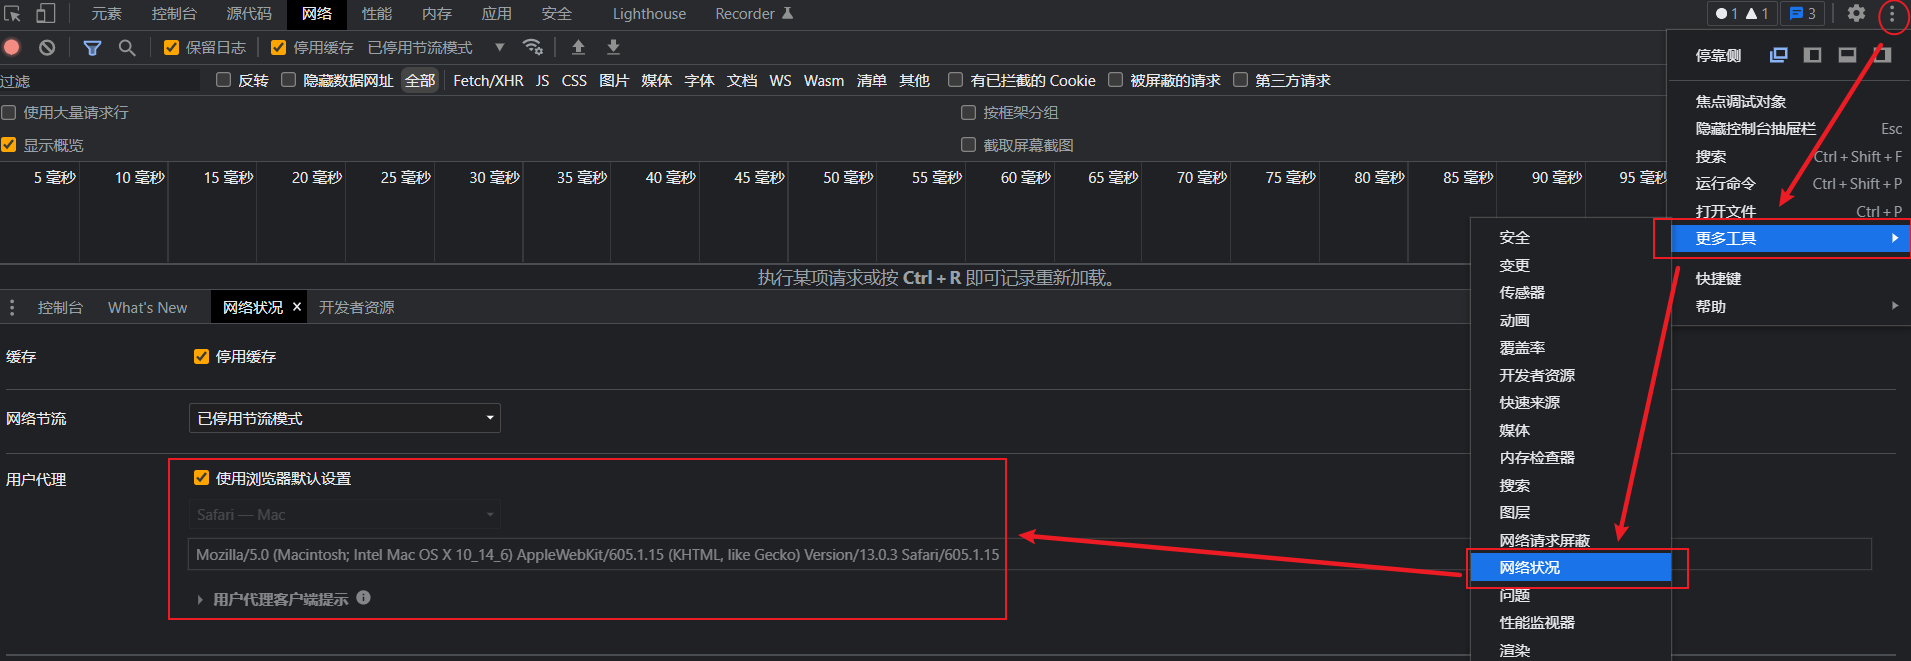 元素 控制台 源代码 网络 性能 内存 应用 安全 Lighthouse Recorder 1 1 3
保留日志 停用缓存 已停用节流模式
过滤 反转 隐藏数据网址 全部 Fetch/XHR JS CSS 图片 媒体 字体 文档 WS Wasm 清单 其他 有已拦截的 Cookie 被屏蔽的请求 第三方请求
使用大量请求行 按框架分组
显示概览 截取屏幕截图
5 毫秒 10 毫秒 15 毫秒 20 毫秒 25 毫秒 30 毫秒 35 毫秒 40 毫秒 45 毫秒 50 毫秒 55 毫秒 60 毫秒 65 毫秒 70 毫秒 75 毫秒 80 毫秒 85 毫秒 90 毫秒 95 毫秒
执行某项请求或按 Ctrl + R 即可记录重新加载。
控制台 What's New 网络状况 × 开发者资源
缓存 停用缓存
网络节流 已停用节流模式
用户代理 使用浏览器默认设置
Safari — Mac
Mozilla/5.0 (Macintosh; Intel Mac OS X 10_14_6) AppleWebKit/605.1.15 (KHTML, like Gecko) Version/13.0.3 Safari/605.1.15
用户代理客户端提示
停靠侧
焦点调试对象
隐藏控制台抽屉栏 Esc
搜索 Ctrl + Shift + F
运行命令 Ctrl + Shift + P
打开文件 Ctrl + P
更多工具
快捷键
帮助
安全
变更
传感器
动画
覆盖率
开发者资源
快速来源
媒体
内存检查器
搜索
图层
网络请求屏蔽
网络状况
问题
性能监视器
渲染